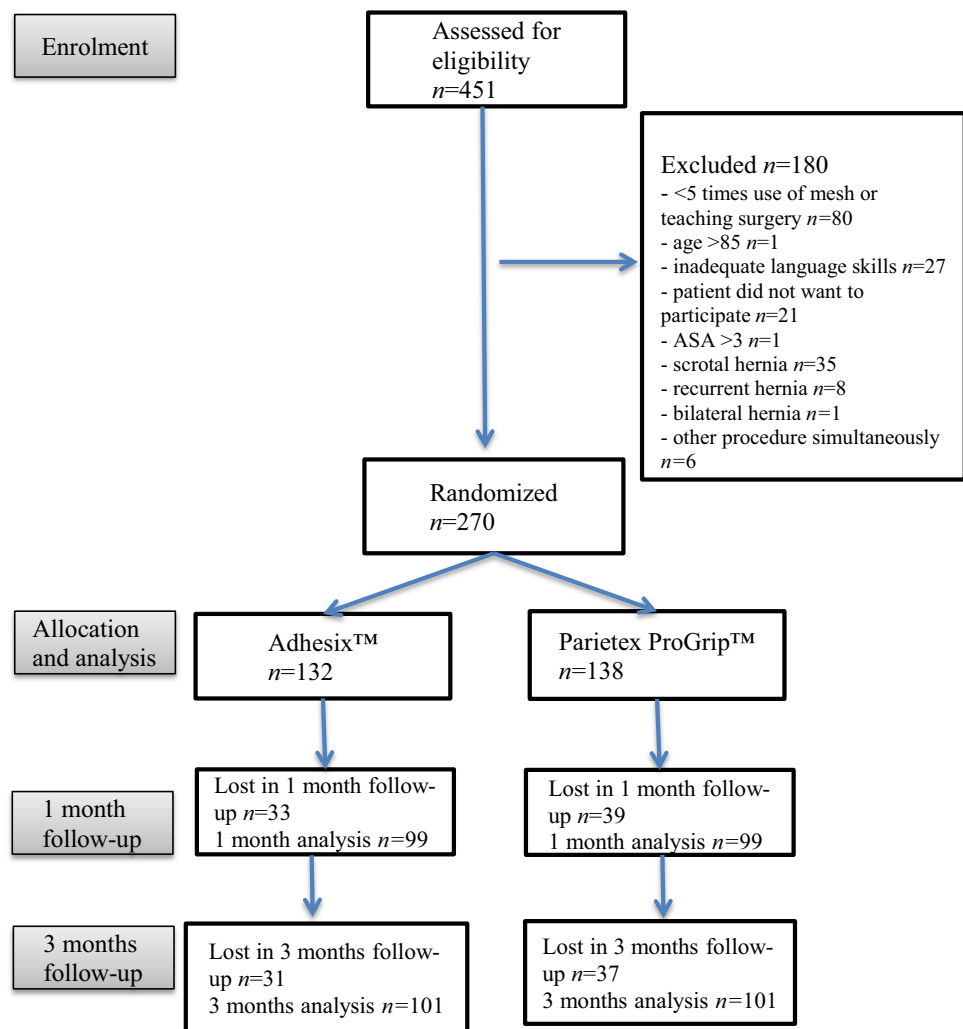 Enrolment
Assessed for
eligibility
n=451
Excluded n=180
- <5 times use of mesh or
teaching surgery n=80
- age >85 n=1
- inadequate language skills n=27
- patient did not want to
participate n=21
- ASA >3 n=1
- scrotal hernia n=35
- recurrent hernia n=8
- bilateral hernia n=1
- other procedure simultaneously
n=6
Randomized
n=270
Allocation
and analysis
Adhesix™
n=132
Parietex ProGrip™
n=138
1 month
follow-up
Lost in 1 month follow-
up n=33
1 month analysis n=99
Lost in 1 month follow-
up n=39
1 month analysis n=99
3 months
follow-up
Lost in 3 months follow-
up n=31
3 months analysis n=101
Lost in 3 months follow-
up n=37
3 months analysis n=101